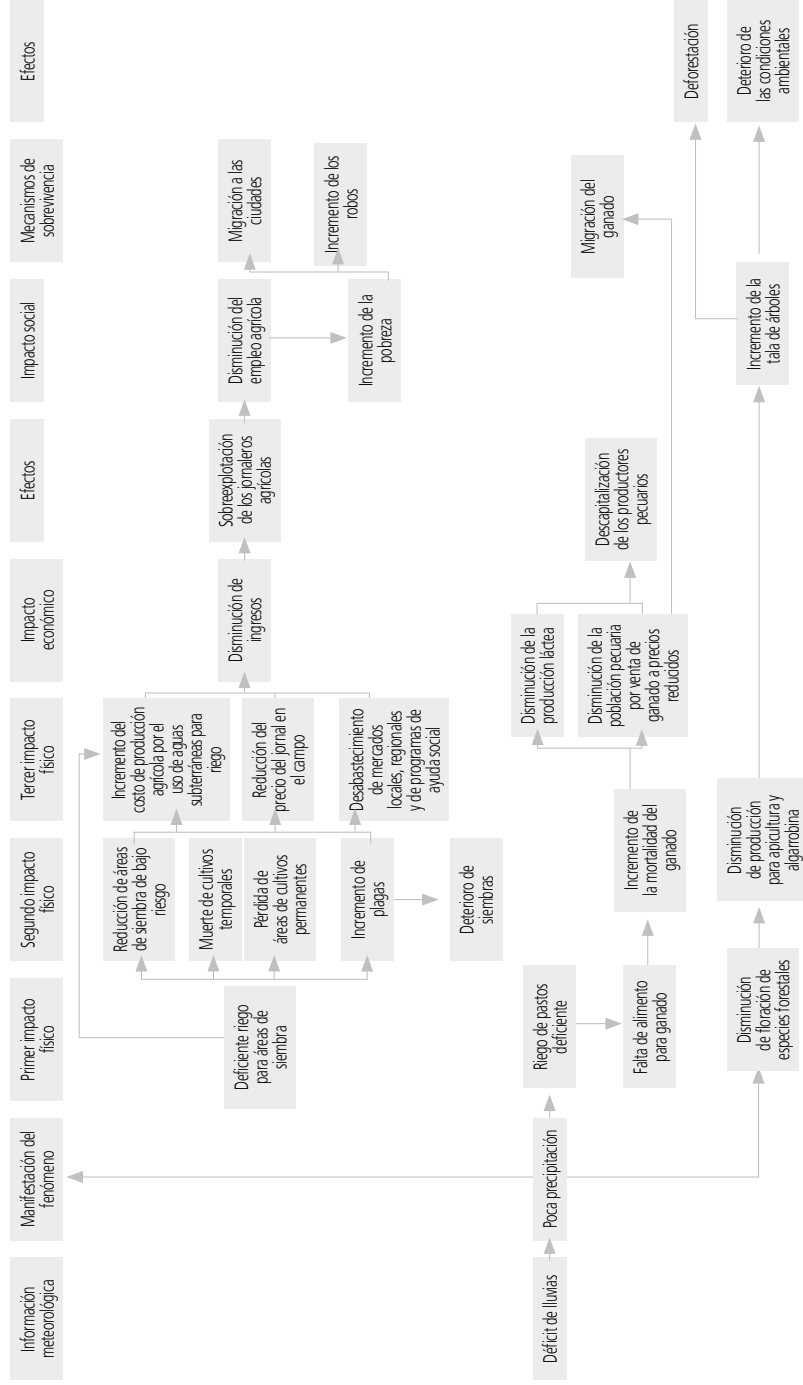 Información
meteorológica
Manifestación del
fenómeno
Primer impacto
físico
Segundo impacto
físico
Tercer impacto
físico
Impacto
económico
Efectos
Impacto social
Mecanismos de
sobrevivencia
Efectos
Deficiente riego
para áreas de
siembra
Reducción de áreas
de siembra de bajo
riesgo
Muerte de cultivos
temporales
Pérdida de
áreas de cultivos
permanentes
Incremento de
plagas
Deterioro de
siembras
Incremento del
costo de producción
agrícola por el
uso de aguas
subterráneas para
riego
Reducción del
precio del jornal en
el campo
Desabastecimiento
de mercados
locales, regionales
y de programas de
ayuda social
Disminución de
ingresos
Sobreexplotación
de los jornaleros
agrícolas
Disminución del
empleo agrícola
Incremento de la
pobreza
Migración a las
ciudades
Incremento de los
robos
Déficit de lluvias
Poca precipitación
Riego de pastos
deficiente
Falta de alimento
para ganado
Incremento de
la mortalidad del
ganado
Disminución de la
producción láctea
Disminución de la
población pecuaria
por venta de
ganado a precios
reducidos
Descapitalización
de los productores
pecuarios
Migración del
ganado
Disminución
de floración de
especies forestales
Disminución
de producción
para apicultura y
algarrobina
Incremento de la
tala de árboles
Deforestación
Deterioro de
las condiciones
ambientales